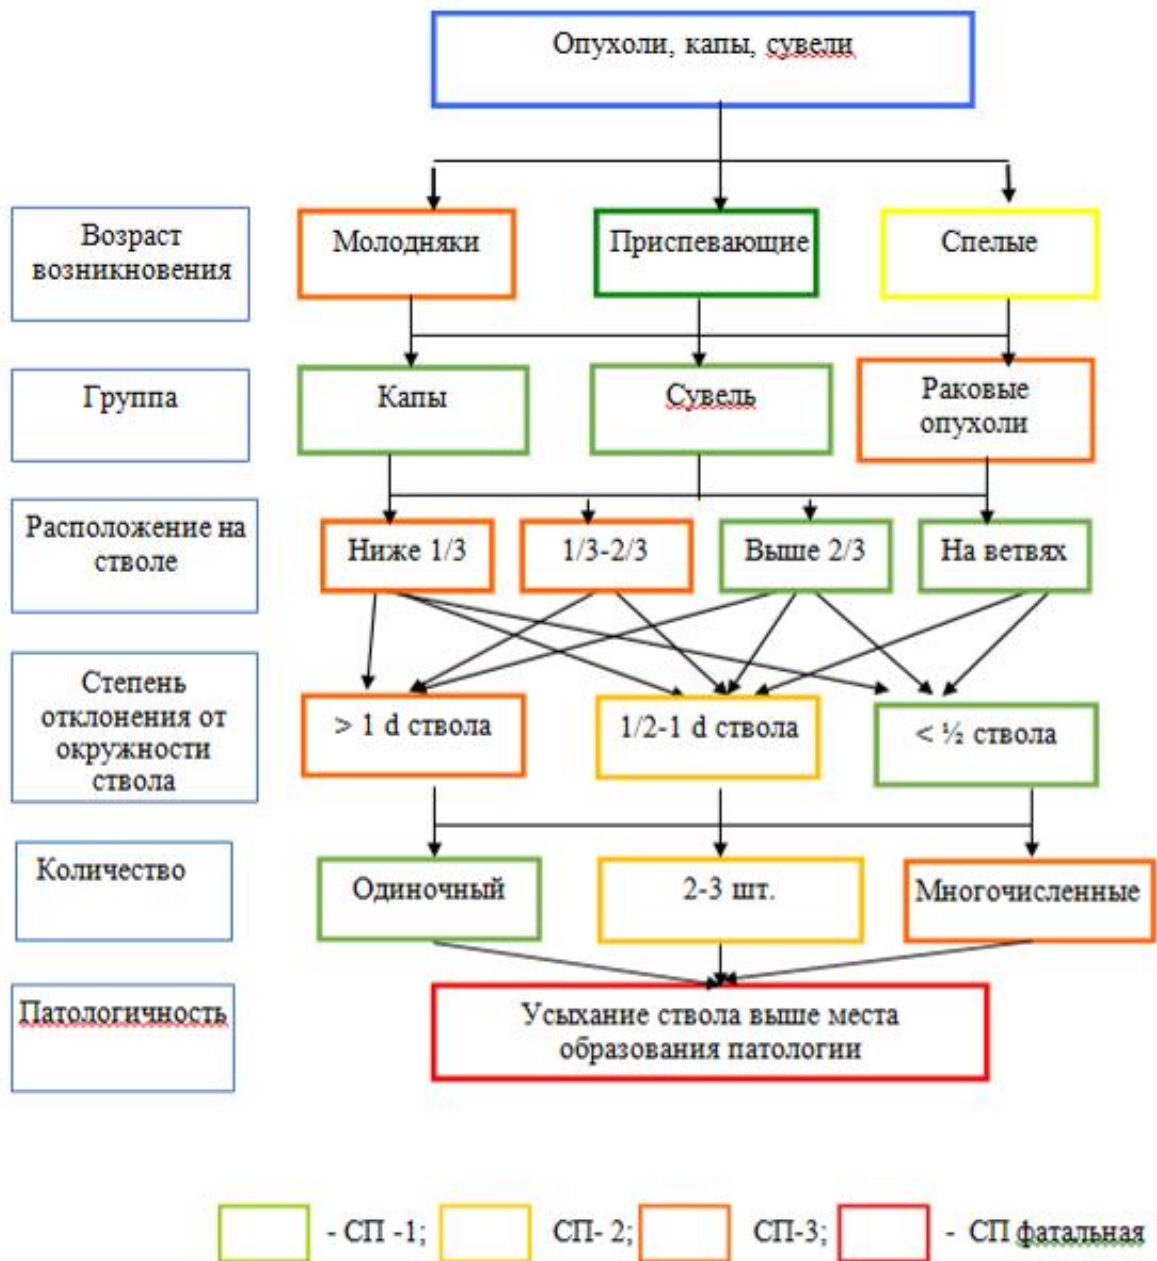 Опухоли, капы, сувели
Возраст
возникновения
Молодняки
Приспевающие
Спелые
Группа
Капы
Сувель
Раковые
опухоли
Расположение на
стволе
Ниже 1/3
1/3-2/3
Выше 2/3
На ветвях
Степень
отклонения от
окружности
ствола
> 1 d ствола
1/2-1 d ствола
< ½ ствола
Количество
Одиночный
2-3 шт.
Многочисленные
Патологичность
Усыхание ствола выше места
образования патологии
- СП -1;
СП- 2;
СП-3;
- СП фатальная